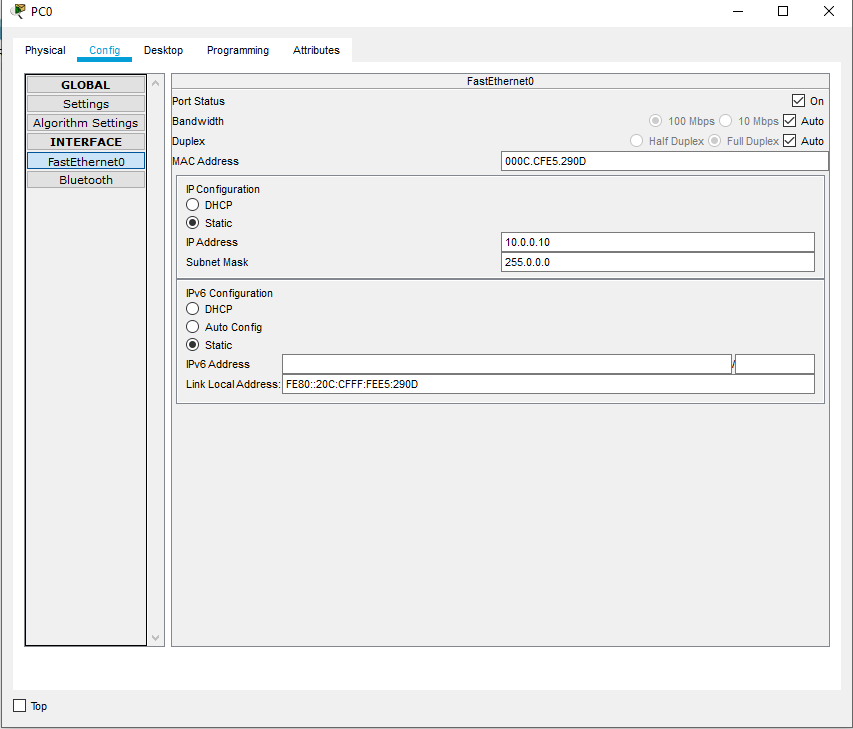 PC0
Physical Config Desktop Programming Attributes
GLOBAL
Settings
Algorithm Settings
INTERFACE
FastEthernet0
Bluetooth
FastEthernet0
Port Status On
Bandwidth 100 Mbps 10 Mbps Auto
Duplex Half Duplex Full Duplex Auto
MAC Address 000C.CFE5.290D
IP Configuration
DHCP
Static
IP Address 10.0.0.10
Subnet Mask 255.0.0.0
IPv6 Configuration
DHCP
Auto Config
Static
IPv6 Address /
Link Local Address: FE80::20C:CFFF:FEE5:290D
Top